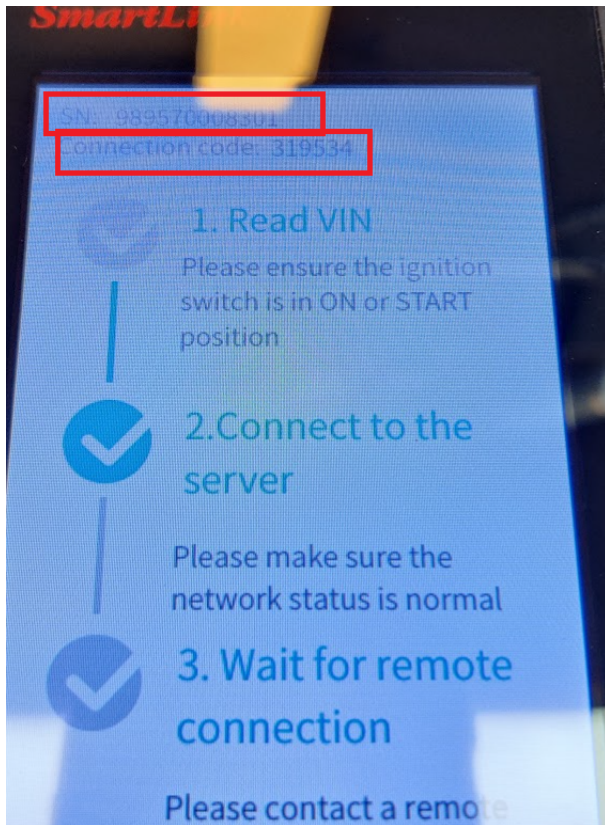 SmartLink
SN: 989570008301
Connection code: 319534
1. Read VIN
Please ensure the ignition
switch is in ON or START
position
2.Connect to the
server
Please make sure the
network status is normal
3. Wait for remote
connection
Please contact a remote